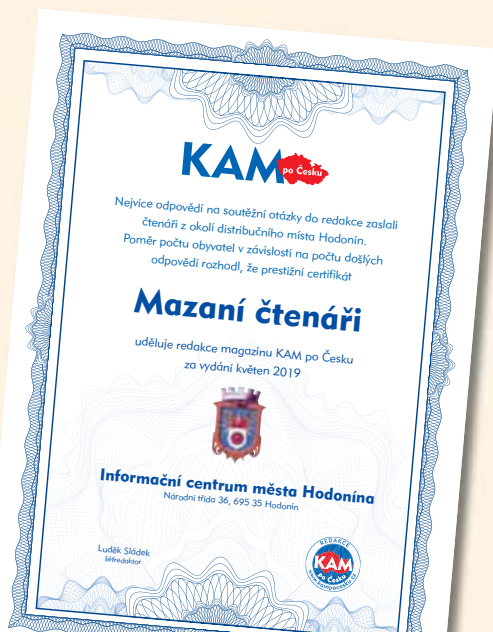 KAM po Česku
Nejvíce odpovědí na soutěžní otázky do redakce zaslali
čtenáři z okolí distribučního místa Hodonín.
Poměr počtu obyvatel v závislosti na počtu došlých
odpovědí rozhodl, že prestižní certifikát
Mazaní čtenáři
uděluje redakce magazínu KAM po Česku
za vydání květen 2019
Informační centrum města Hodonína
Národní třída 36, 695 35 Hodonín
Luděk Sládek
šéfredaktor
REDAKCE
KAM
po Česku
www.kampocesku.cz